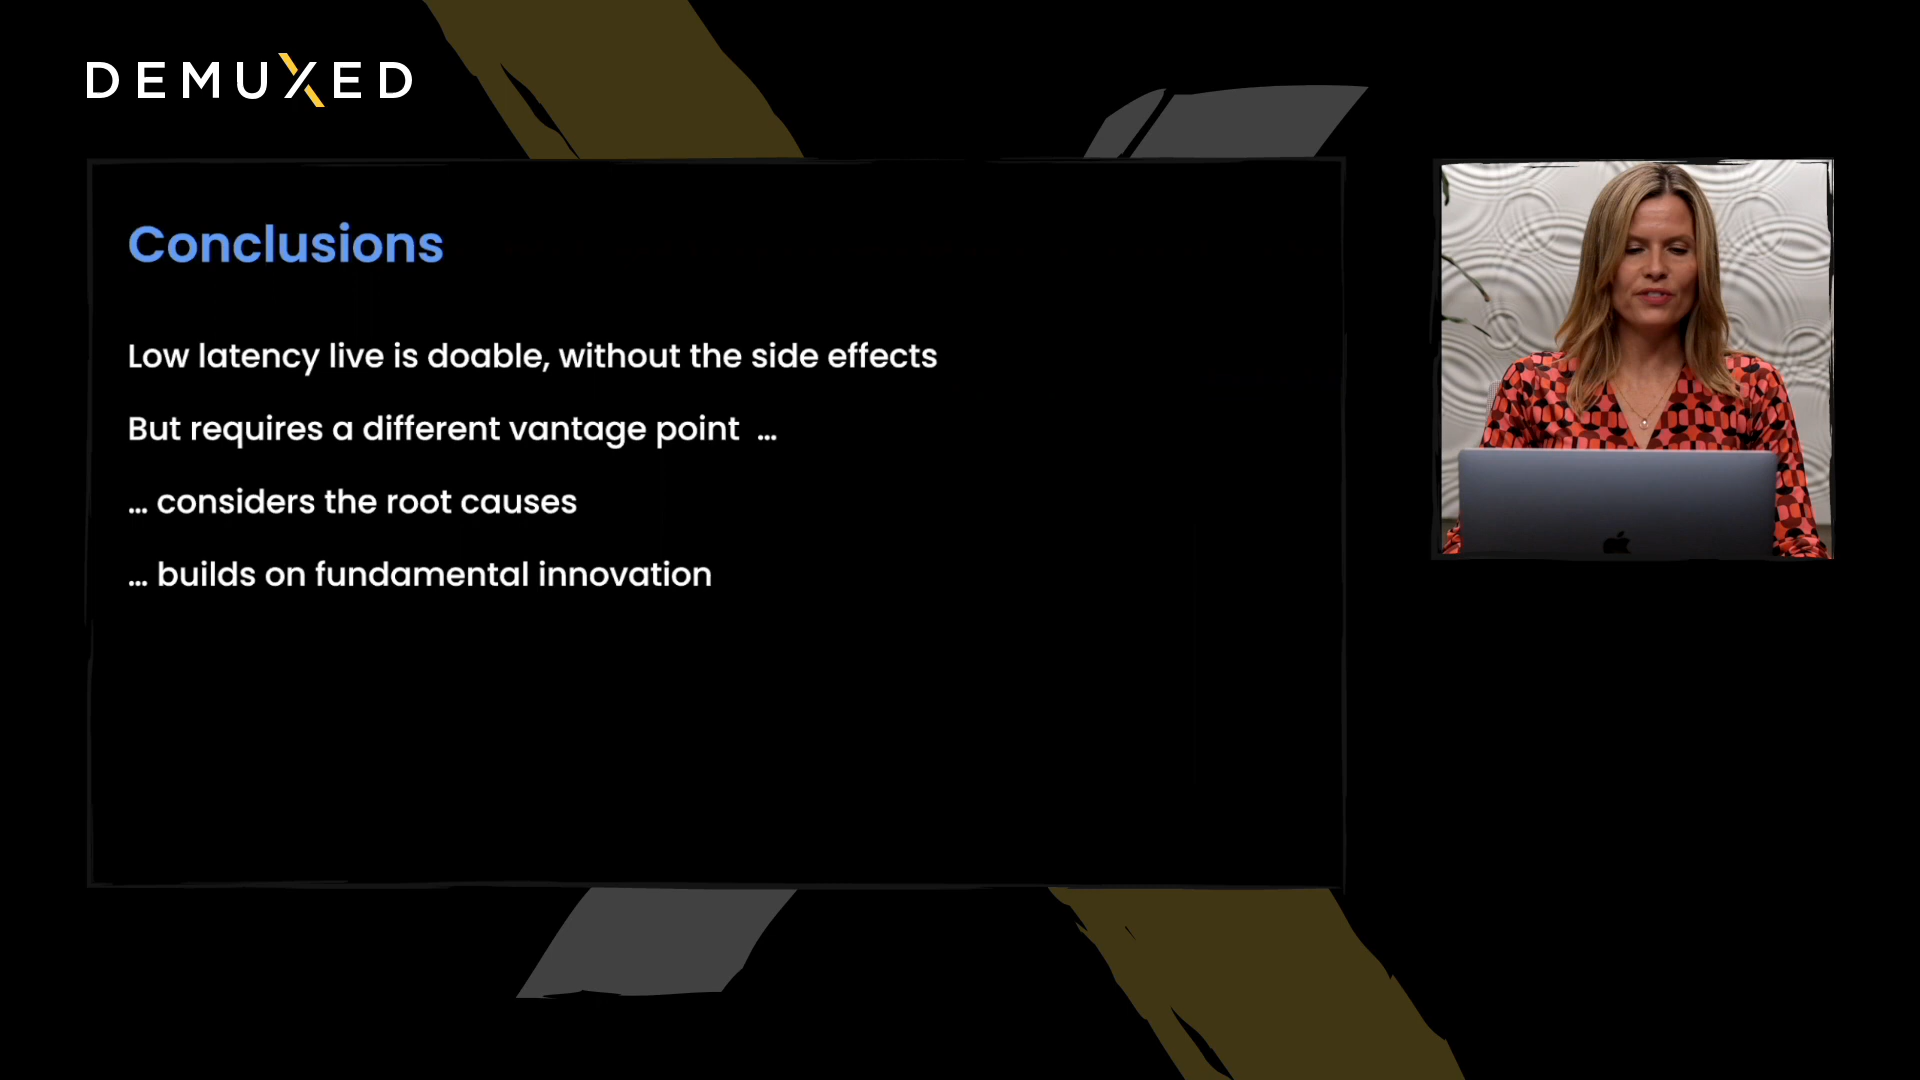 DEMUXED
Conclusions
Low latency live is doable, without the side effects
But requires a different vantage point ...
... considers the root causes
... builds on fundamental innovation